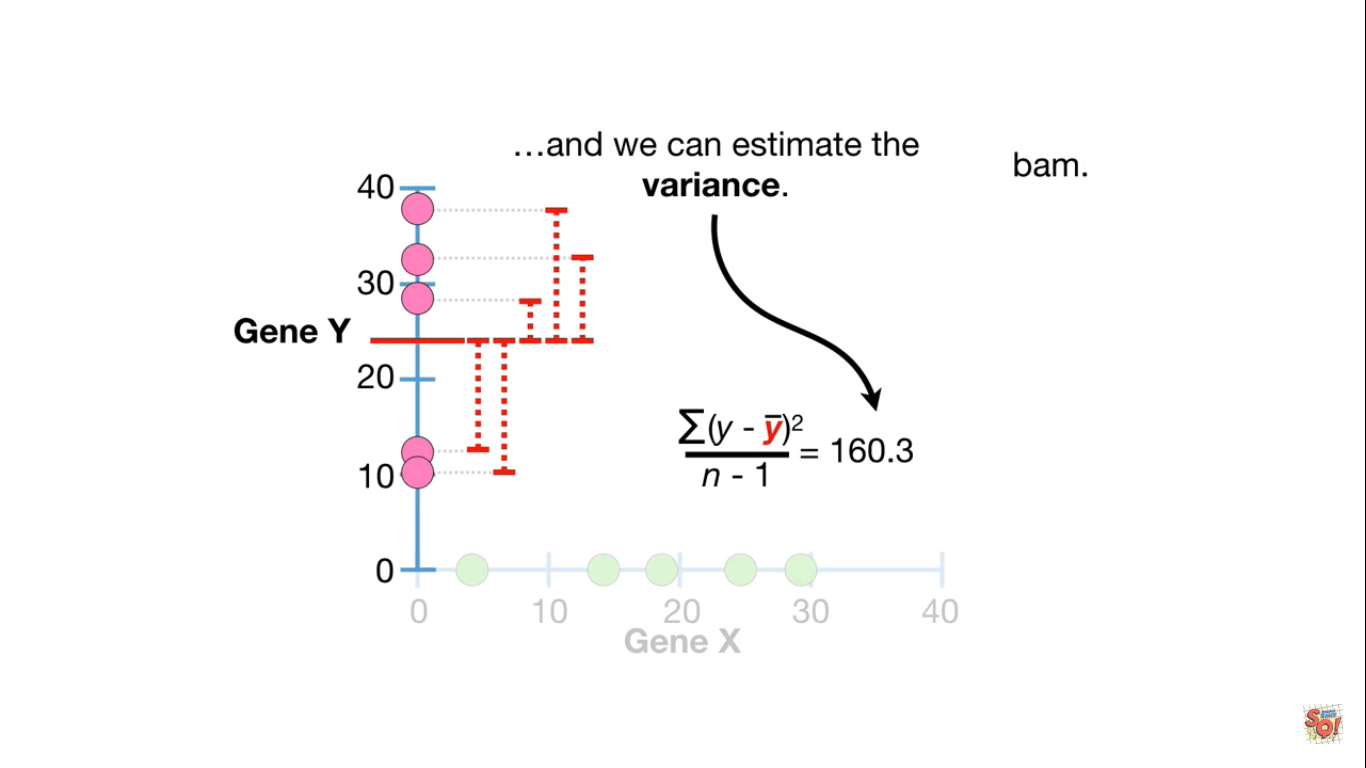 …and we can estimate the
variance.
bam.
40
30
Gene Y
20
10
0
∑(y - ȳ)²
n - 1
= 160.3
0 10 20 30 40
Gene X
SQ!